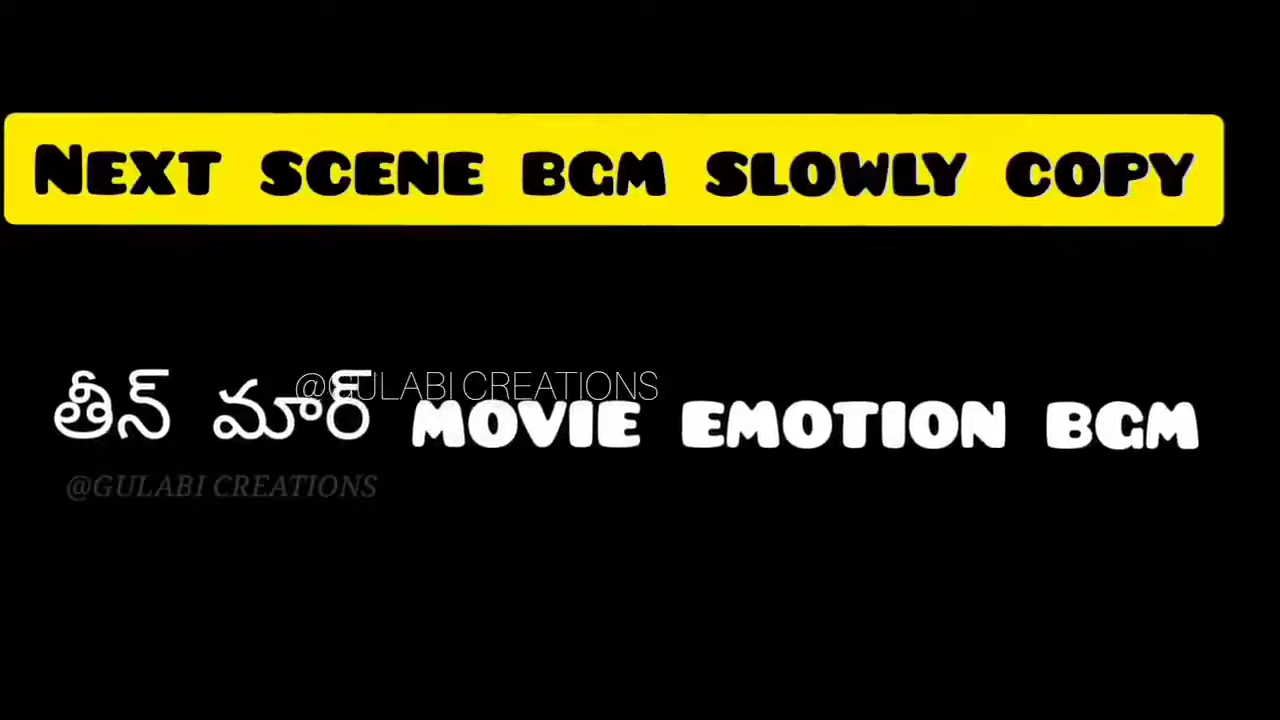 Next scene bgm slowly copy
@GULABI CREATIONS
తీన్ మార్ movie emotion bgm
@GULABI CREATIONS